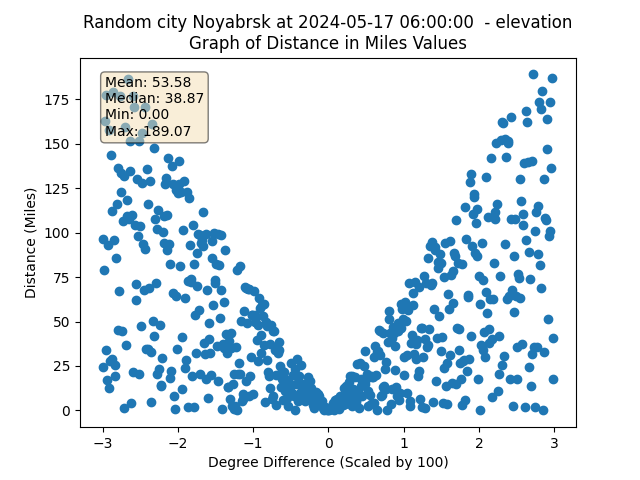 Random city Noyabrsk at 2024-05-17 06:00:00  - elevation
Graph of Distance in Miles Values
Mean: 53.58
Median: 38.87
Min: 0.00
Max: 189.07
175
150
125
100
75
50
25
0
Distance (Miles)
−3 −2 −1 0 1 2 3
Degree Difference (Scaled by 100)